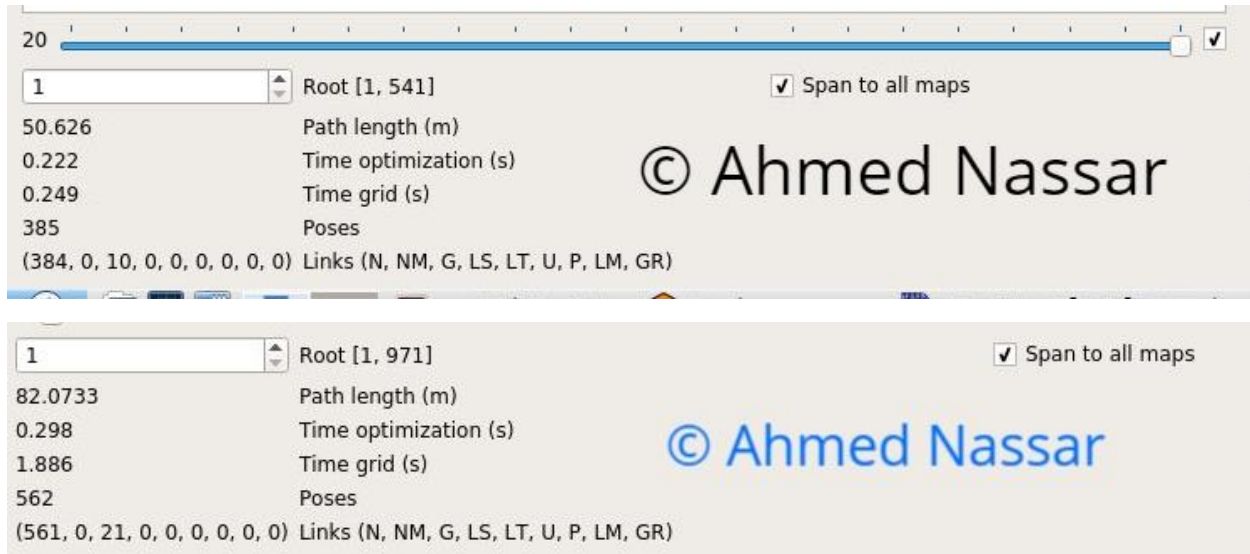 20
1 Root [1, 541] Span to all maps
50.626 Path length (m)
0.222 Time optimization (s)
0.249 Time grid (s)
385 Poses
(384, 0, 10, 0, 0, 0, 0, 0, 0) Links (N, NM, G, LS, LT, U, P, LM, GR)
© Ahmed Nassar
1 Root [1, 971] Span to all maps
82.0733 Path length (m)
0.298 Time optimization (s)
1.886 Time grid (s)
562 Poses
(561, 0, 21, 0, 0, 0, 0, 0, 0) Links (N, NM, G, LS, LT, U, P, LM, GR)
© Ahmed Nassar